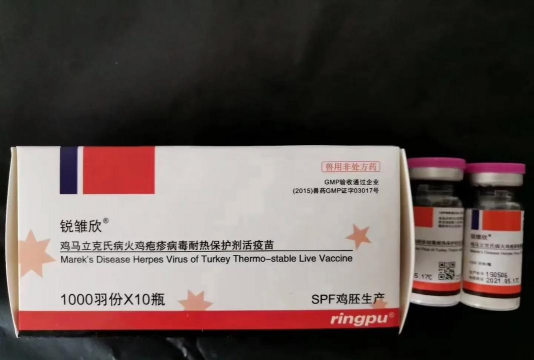 兽用非处方药
GMP验收通过企业
(2015)兽药GMP证字03017号
锐雏欣®
鸡马立克氏病火鸡疱疹病毒耐热保护剂活疫苗
Marek's Disease Herpes Virus of Turkey Thermo-stable Live Vaccine
1000羽份X10瓶
SPF鸡胚生产
ringpu®
190506
2021.05.17